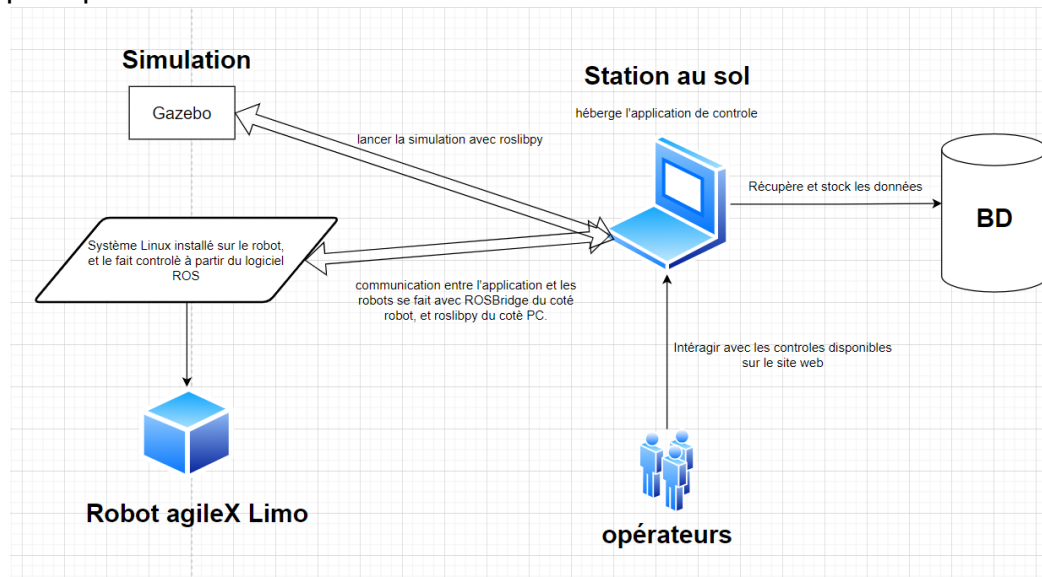 Simulation
Gazebo
lancer la simulation avec roslibpy
Station au sol
héberge l'application de controle
Récupère et stock les données
BD
Système Linux installé sur le robot,
et le fait controlè à partir du logiciel
ROS
communication entre l'application et les
robots se fait avec ROSBridge du coté
robot, et roslibpy du cotè PC.
Intéragir avec les controles disponibles
sur le site web
Robot agileX Limo
opérateurs